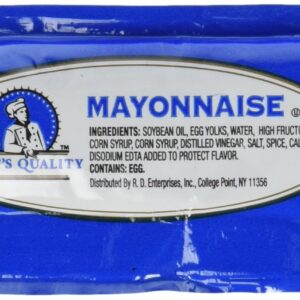 MAYONNAISE Ⓤ
INGREDIENTS: SOYBEAN OIL, EGG YOLKS, WATER, HIGH FRUCT
CORN SYRUP, CORN SYRUP, DISTILLED VINEGAR, SALT, SPICE, CAL
DISODIUM EDTA ADDED TO PROTECT FLAVOR.
CONTAINS: EGG.
Distributed By R. D. Enterprises, Inc., College Point, NY 11356
'S QUALITY
TM